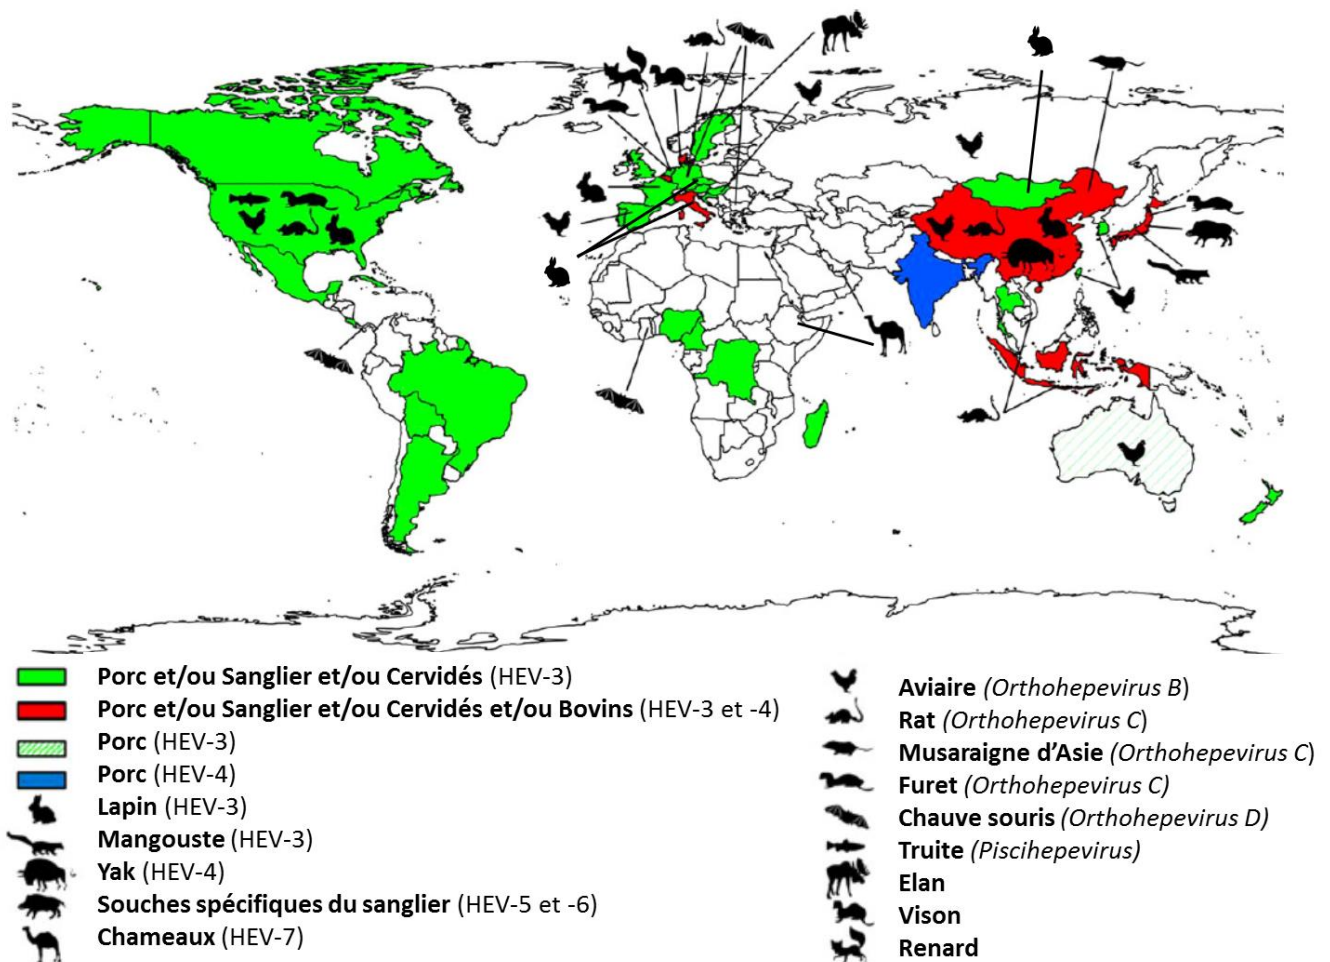 Porc et/ou Sanglier et/ou Cervidés (HEV-3)
Porc et/ou Sanglier et/ou Cervidés et/ou Bovins (HEV-3 et -4)
Porc (HEV-3)
Porc (HEV-4)
Lapin (HEV-3)
Mangouste (HEV-3)
Yak (HEV-4)
Souches spécifiques du sanglier (HEV-5 et -6)
Chameaux (HEV-7)
Aviaire (Orthohepevirus B)
Rat (Orthohepevirus C)
Musaraigne d’Asie (Orthohepevirus C)
Furet (Orthohepevirus C)
Chauve souris (Orthohepevirus D)
Truite (Piscihepevirus)
Elan
Vison
Renard